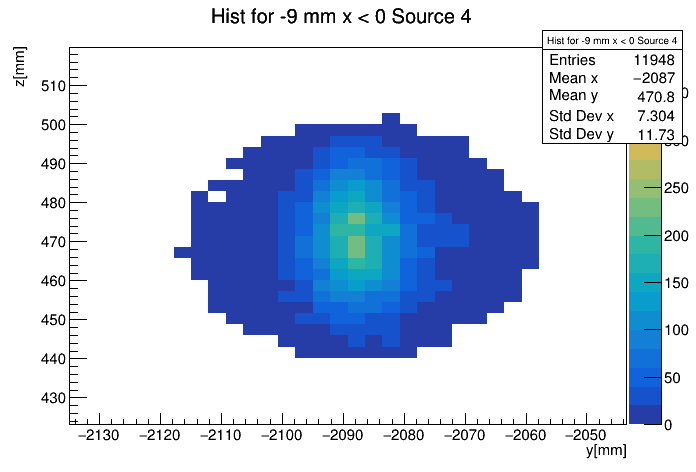 Hist for -9 mm x < 0 Source 4
z[mm]
Hist for -9 mm x < 0 Source 4
Entries 11948
Mean x −2087
Mean y 470.8
Std Dev x 7.304
Std Dev y 11.73
510
500
490
480
470
460
450
440
430
250
200
150
100
50
0
−2130 −2120 −2110 −2100 −2090 −2080 −2070 −2060 −2050
y[mm]